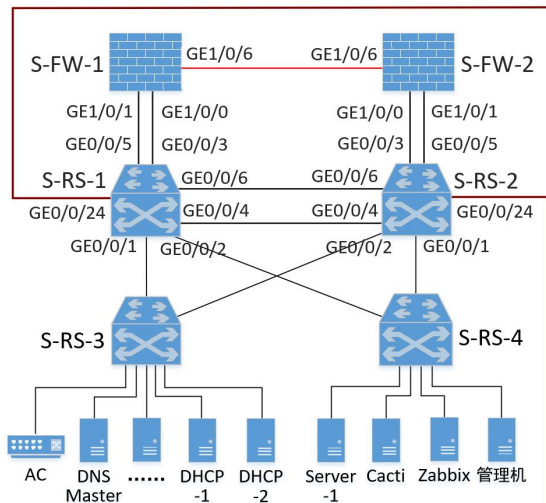 GE1/0/6
GE1/0/6
S-FW-1
S-FW-2
GE1/0/1
GE1/0/0
GE1/0/0
GE1/0/1
GE0/0/5
GE0/0/3
GE0/0/3
GE0/0/5
S-RS-1
GE0/0/6
GE0/0/6
S-RS-2
GE0/0/24
GE0/0/4
GE0/0/4
GE0/0/24
GE0/0/1
GE0/0/2
GE0/0/2
GE0/0/1
S-RS-3
S-RS-4
AC
DNS
Master
......
DHCP
-1
DHCP
-2
Server
-1
Cacti
Zabbix
管理机